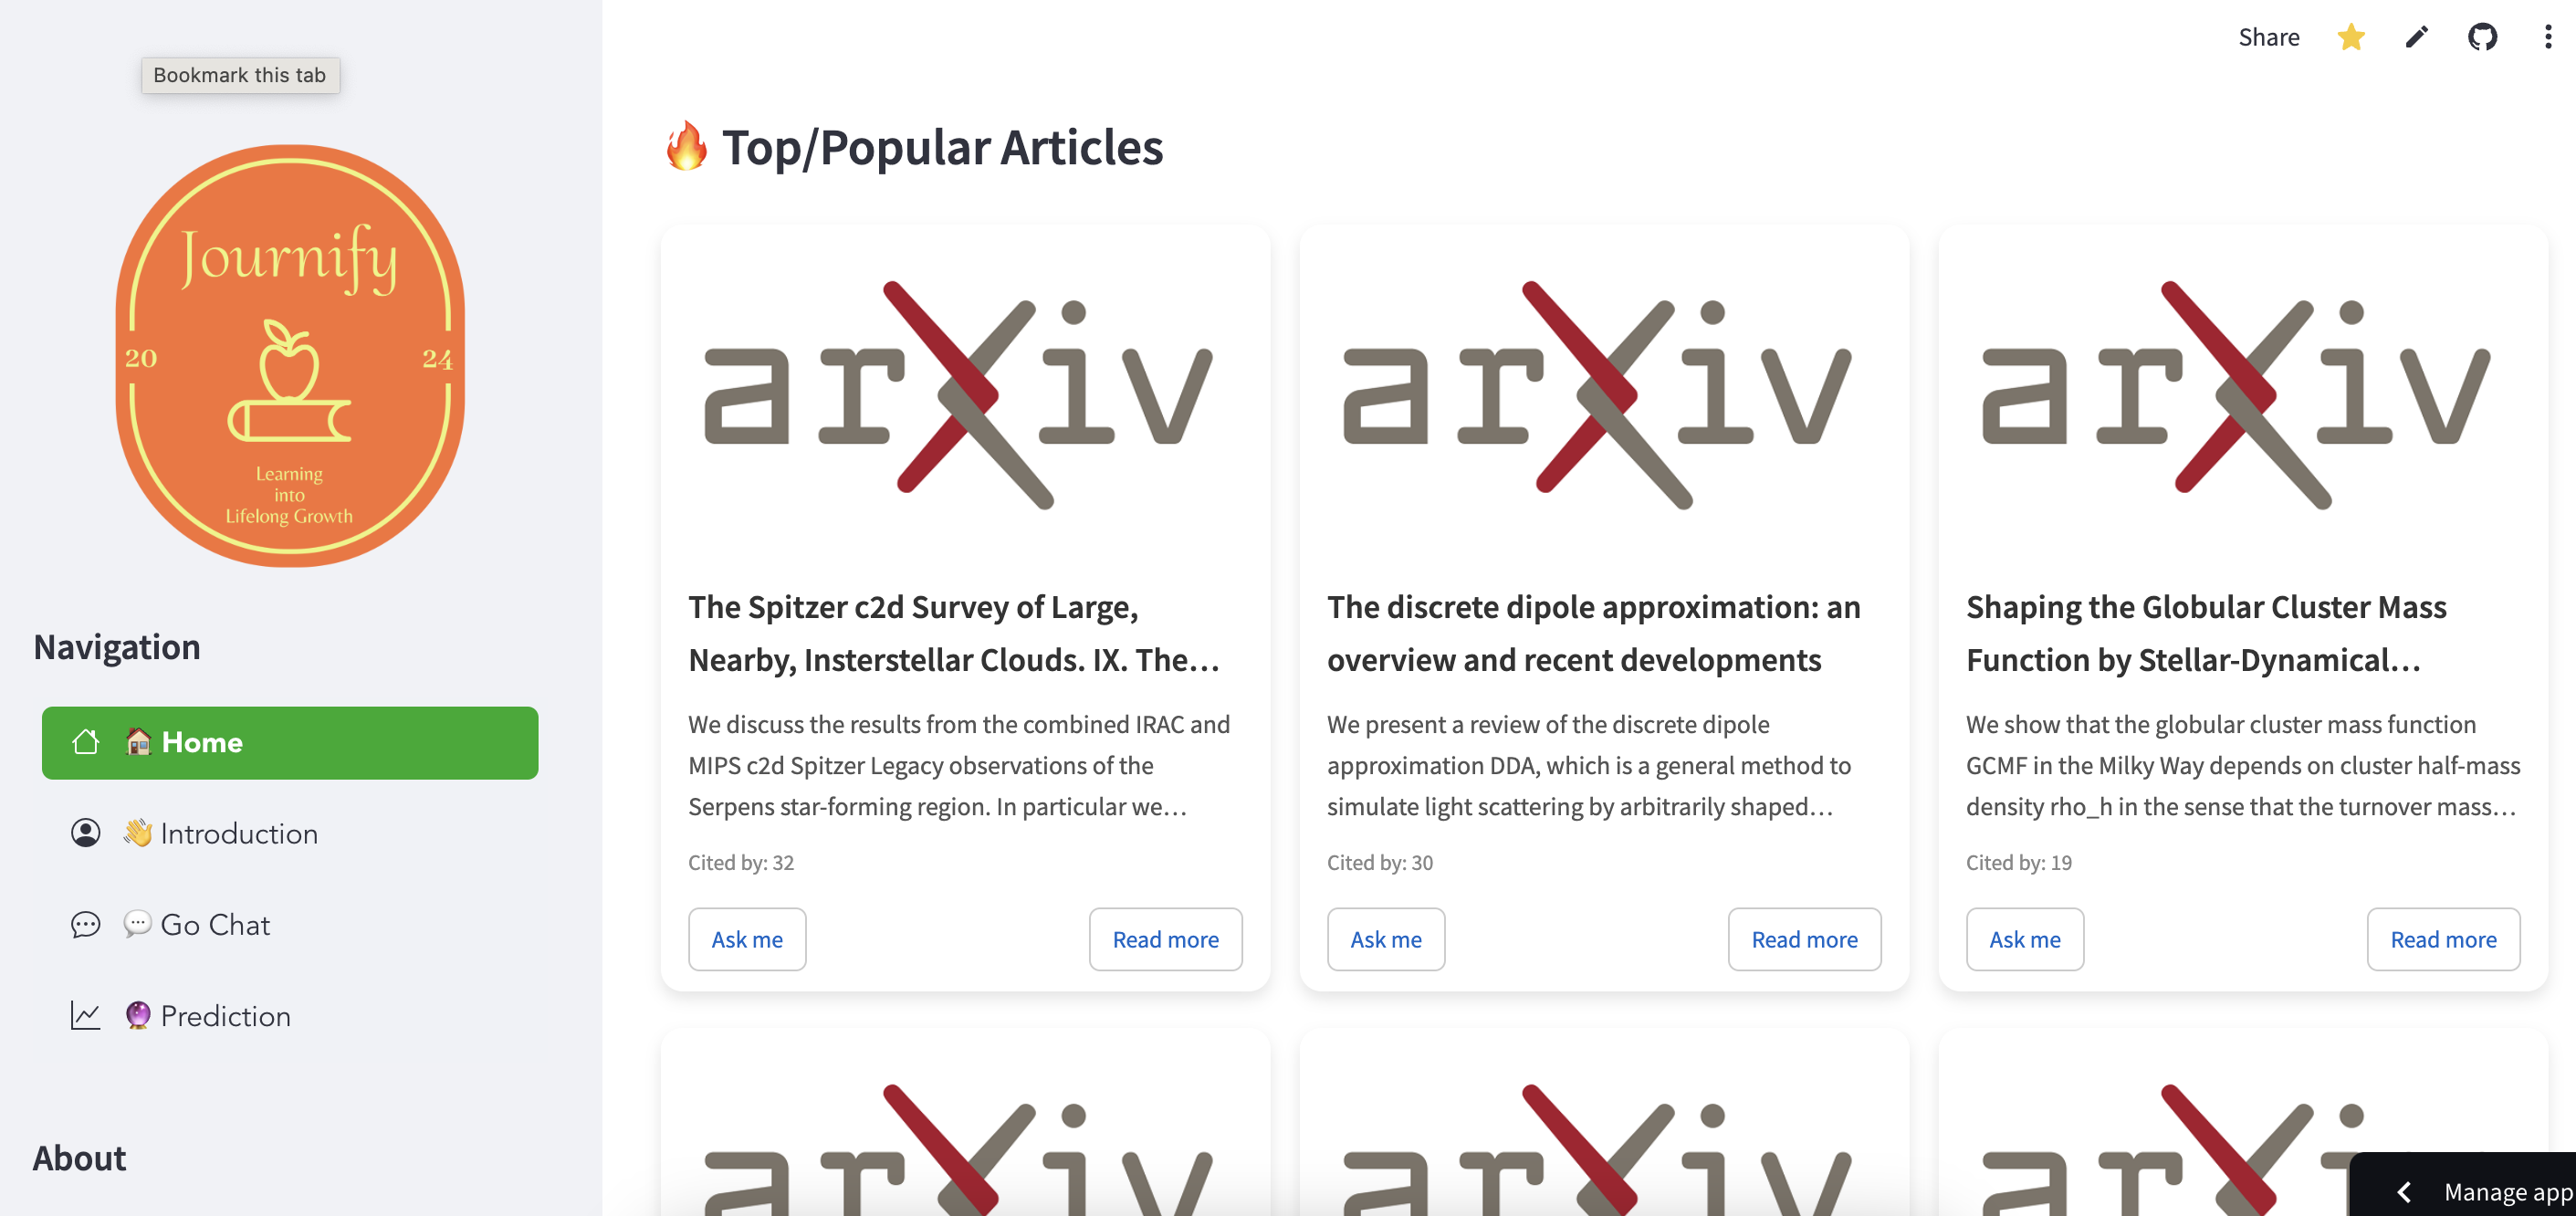 Bookmark this tab
Journify
20 24
Learning
into
Lifelong Growth
Navigation
🏠 Home
👋 Introduction
💬 Go Chat
🔮 Prediction
About
Share
🔥 Top/Popular Articles
arXiv
The Spitzer c2d Survey of Large,
Nearby, Insterstellar Clouds. IX. The...
We discuss the results from the combined IRAC and
MIPS c2d Spitzer Legacy observations of the
Serpens star-forming region. In particular we...
Cited by: 32
Ask me
Read more
arXiv
The discrete dipole approximation: an
overview and recent developments
We present a review of the discrete dipole
approximation DDA, which is a general method to
simulate light scattering by arbitrarily shaped...
Cited by: 30
Ask me
Read more
arXiv
Shaping the Globular Cluster Mass
Function by Stellar-Dynamical...
We show that the globular cluster mass function
GCMF in the Milky Way depends on cluster half-mass
density rho_h in the sense that the turnover mass...
Cited by: 19
Ask me
Read more
arXiv
arXiv
arXi
Manage app